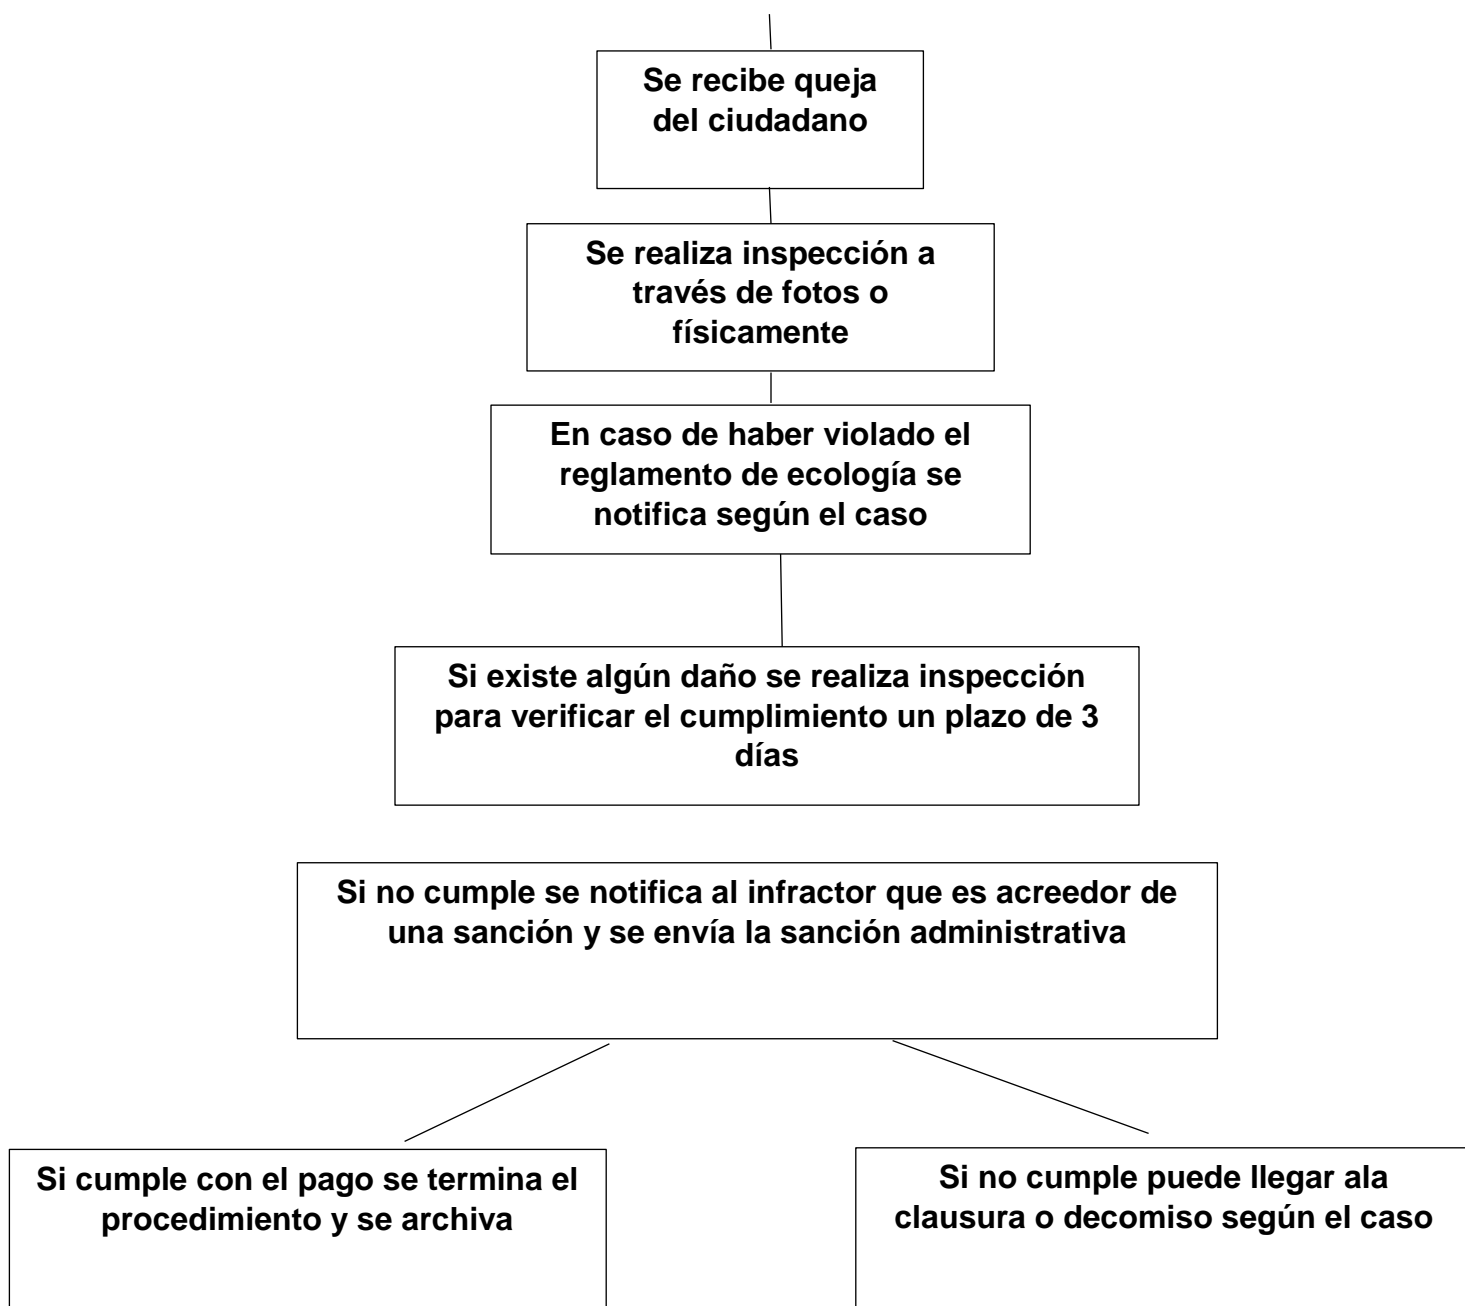 Se recibe queja
del ciudadano
Se realiza inspección a
través de fotos o
físicamente
En caso de haber violado el
reglamento de ecología se
notifica según el caso
Si existe algún daño se realiza inspección
para verificar el cumplimiento un plazo de 3
días
Si no cumple se notifica al infractor que es acreedor de
una sanción y se envía la sanción administrativa
Si cumple con el pago se termina el
procedimiento y se archiva
Si no cumple puede llegar ala
clausura o decomiso según el caso